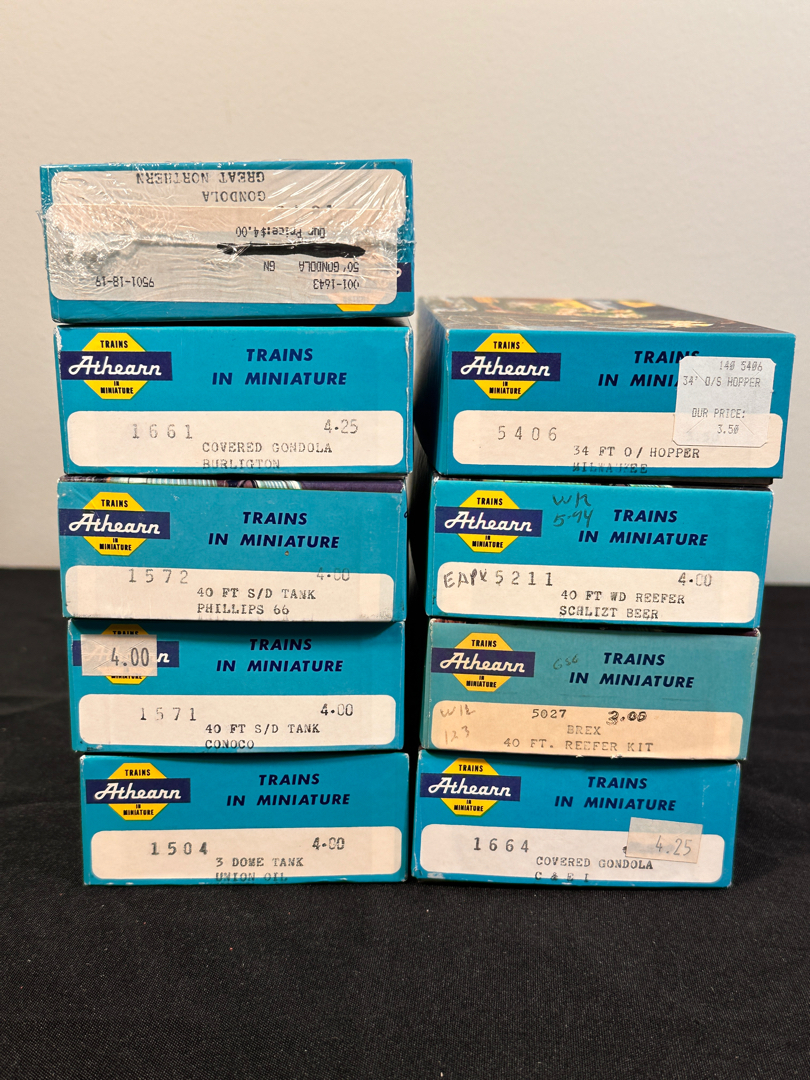 GREAT NORTHERN
GONDOLA
Our Price:$4.00
50' GONDOLA GN
001-1643 9501-18-19
TRAINS
Athearn
IN
MINIATURE
TRAINS
IN MINIATURE
1661 4.25
COVERED GONDOLA
BURLIGTON
TRAINS
Athearn
IN
MINIATURE
TRAINS
IN MINIATURE
1572 4.00
40 FT S/D TANK
PHILLIPS 66
TRAINS
4.00
n
IN
MINIATURE
TRAINS
IN MINIATURE
1571 4.00
40 FT S/D TANK
CONOCO
TRAINS
Athearn
IN
MINIATURE
TRAINS
IN MINIATURE
1504 4.00
3 DOME TANK
UNION OIL
TRAINS
Athearn
IN
MINIATURE
TRAINS
IN MINI
140 5406
34' O/S HOPPER
OUR PRICE:
3.50
5406
34 FT O/HOPPER
MILWAUKEE
TRAINS
Athearn
IN
MINIATURE
WR
5-94
TRAINS
IN MINIATURE
5211 4.00
40 FT WD REEFER
SCHLIZT BEER
TRAINS
Athearn
IN
MINIATURE
TRAINS
IN MINIATURE
WR
123
5027
BREX
40 FT. REEFER KIT
TRAINS
Athearn
IN
MINIATURE
TRAINS
IN MINIATURE
1664 4.25
COVERED GONDOLA
C & E I